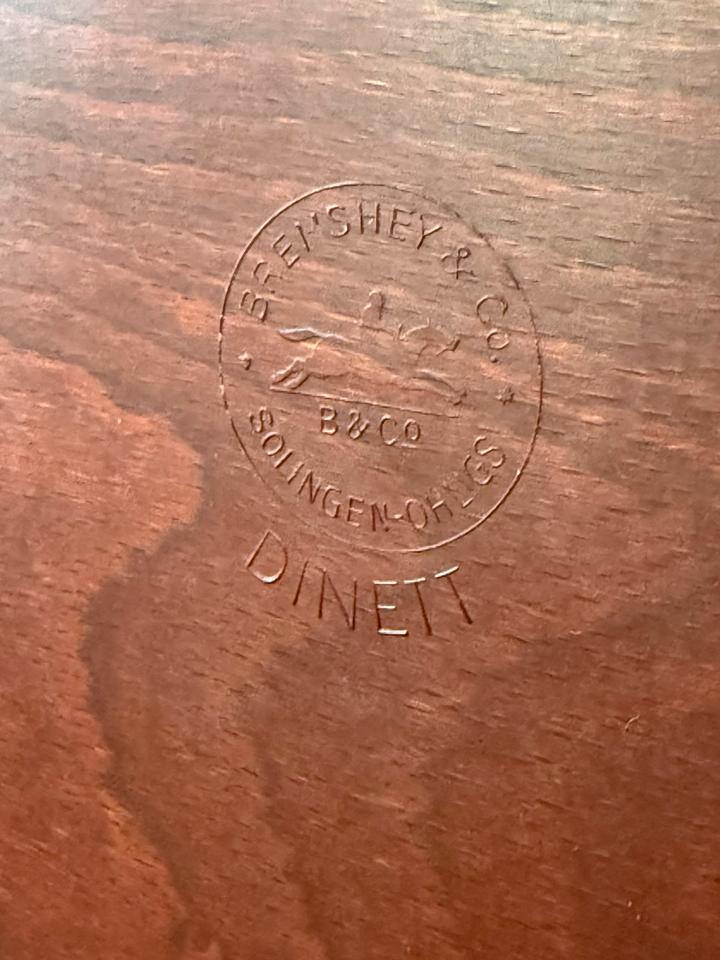 BREMSHEY & Co.
B & Co
SOLINGEN-OHLIGS
DINETT